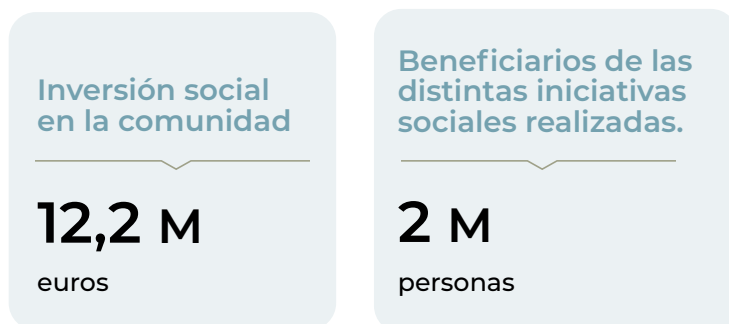 Inversión social
en la comunidad
12,2 M
euros
Beneficiarios de las
distintas iniciativas
sociales realizadas.
2 M
personas